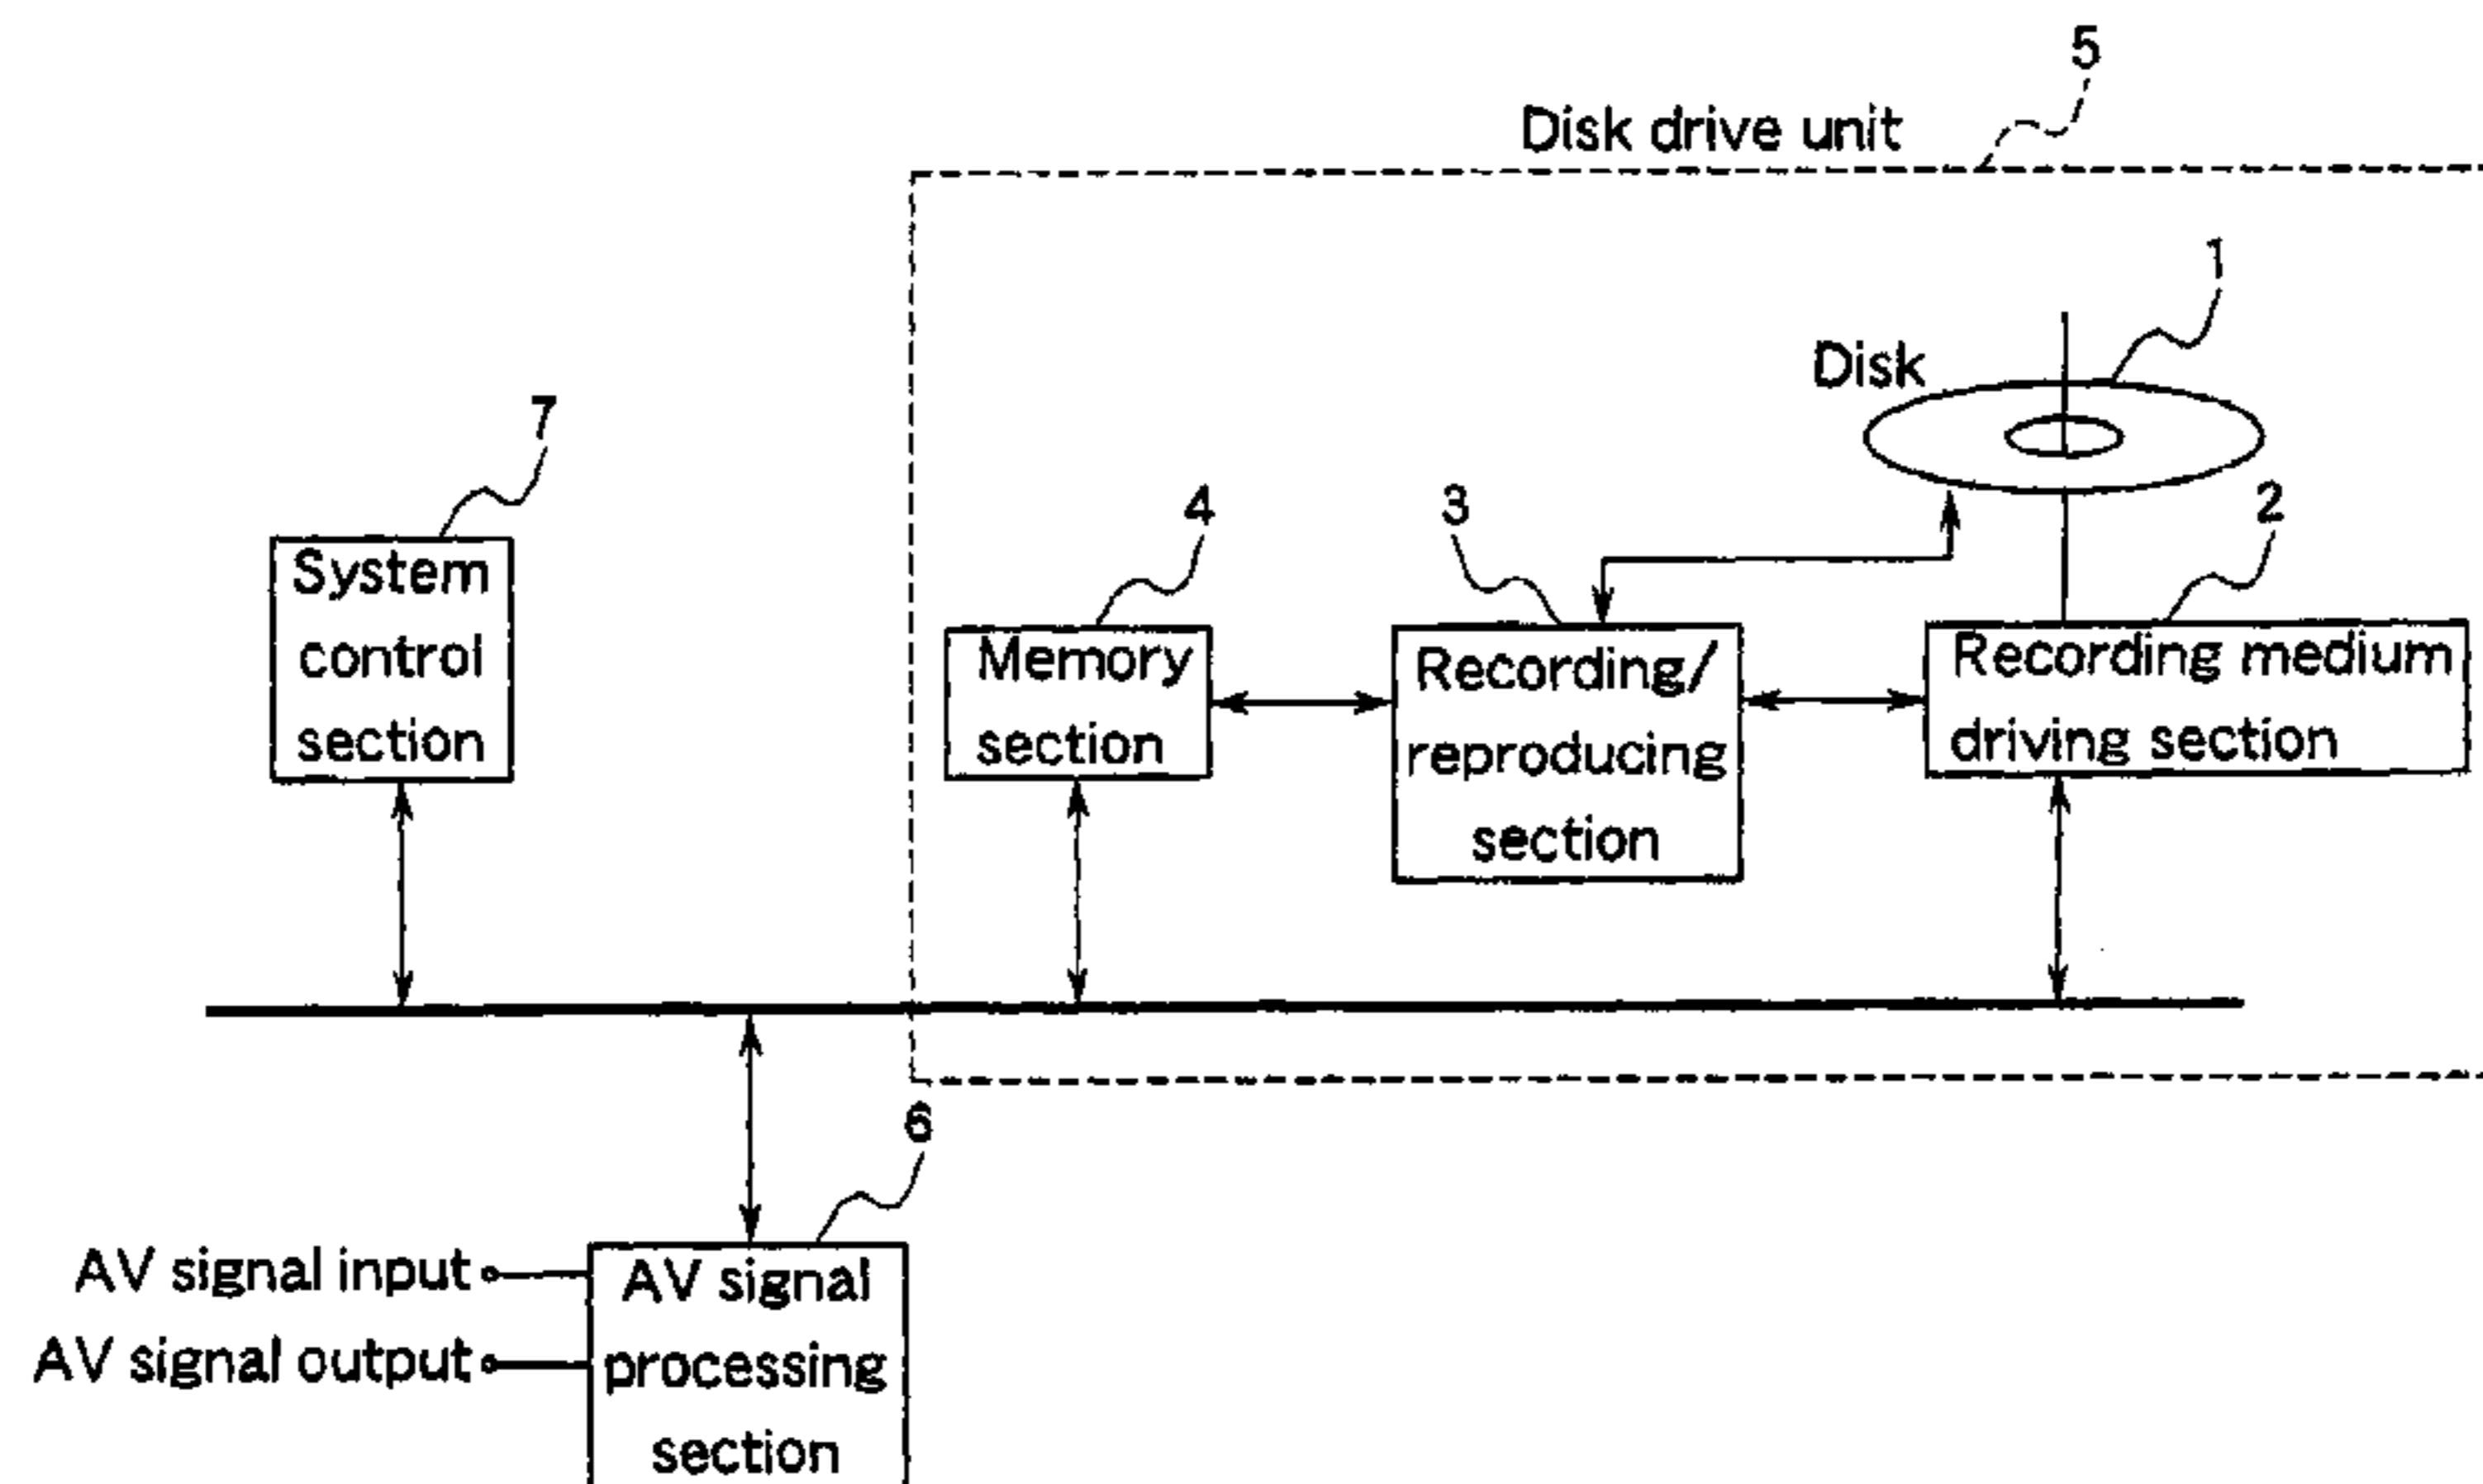 5
Disk drive unit
1
Disk
7
4
3
2
System
control
section
Memory
section
Recording/
reproducing
section
Recording medium
driving section
6
AV signal input
AV signal output
AV signal
processing
section